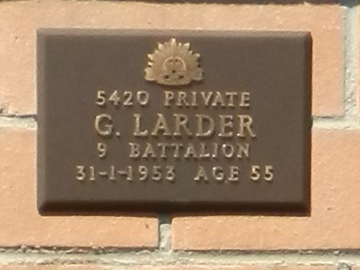 5420 PRIVATE
G. LARDER
9 BATTALION
31-1-1953 AGE 55